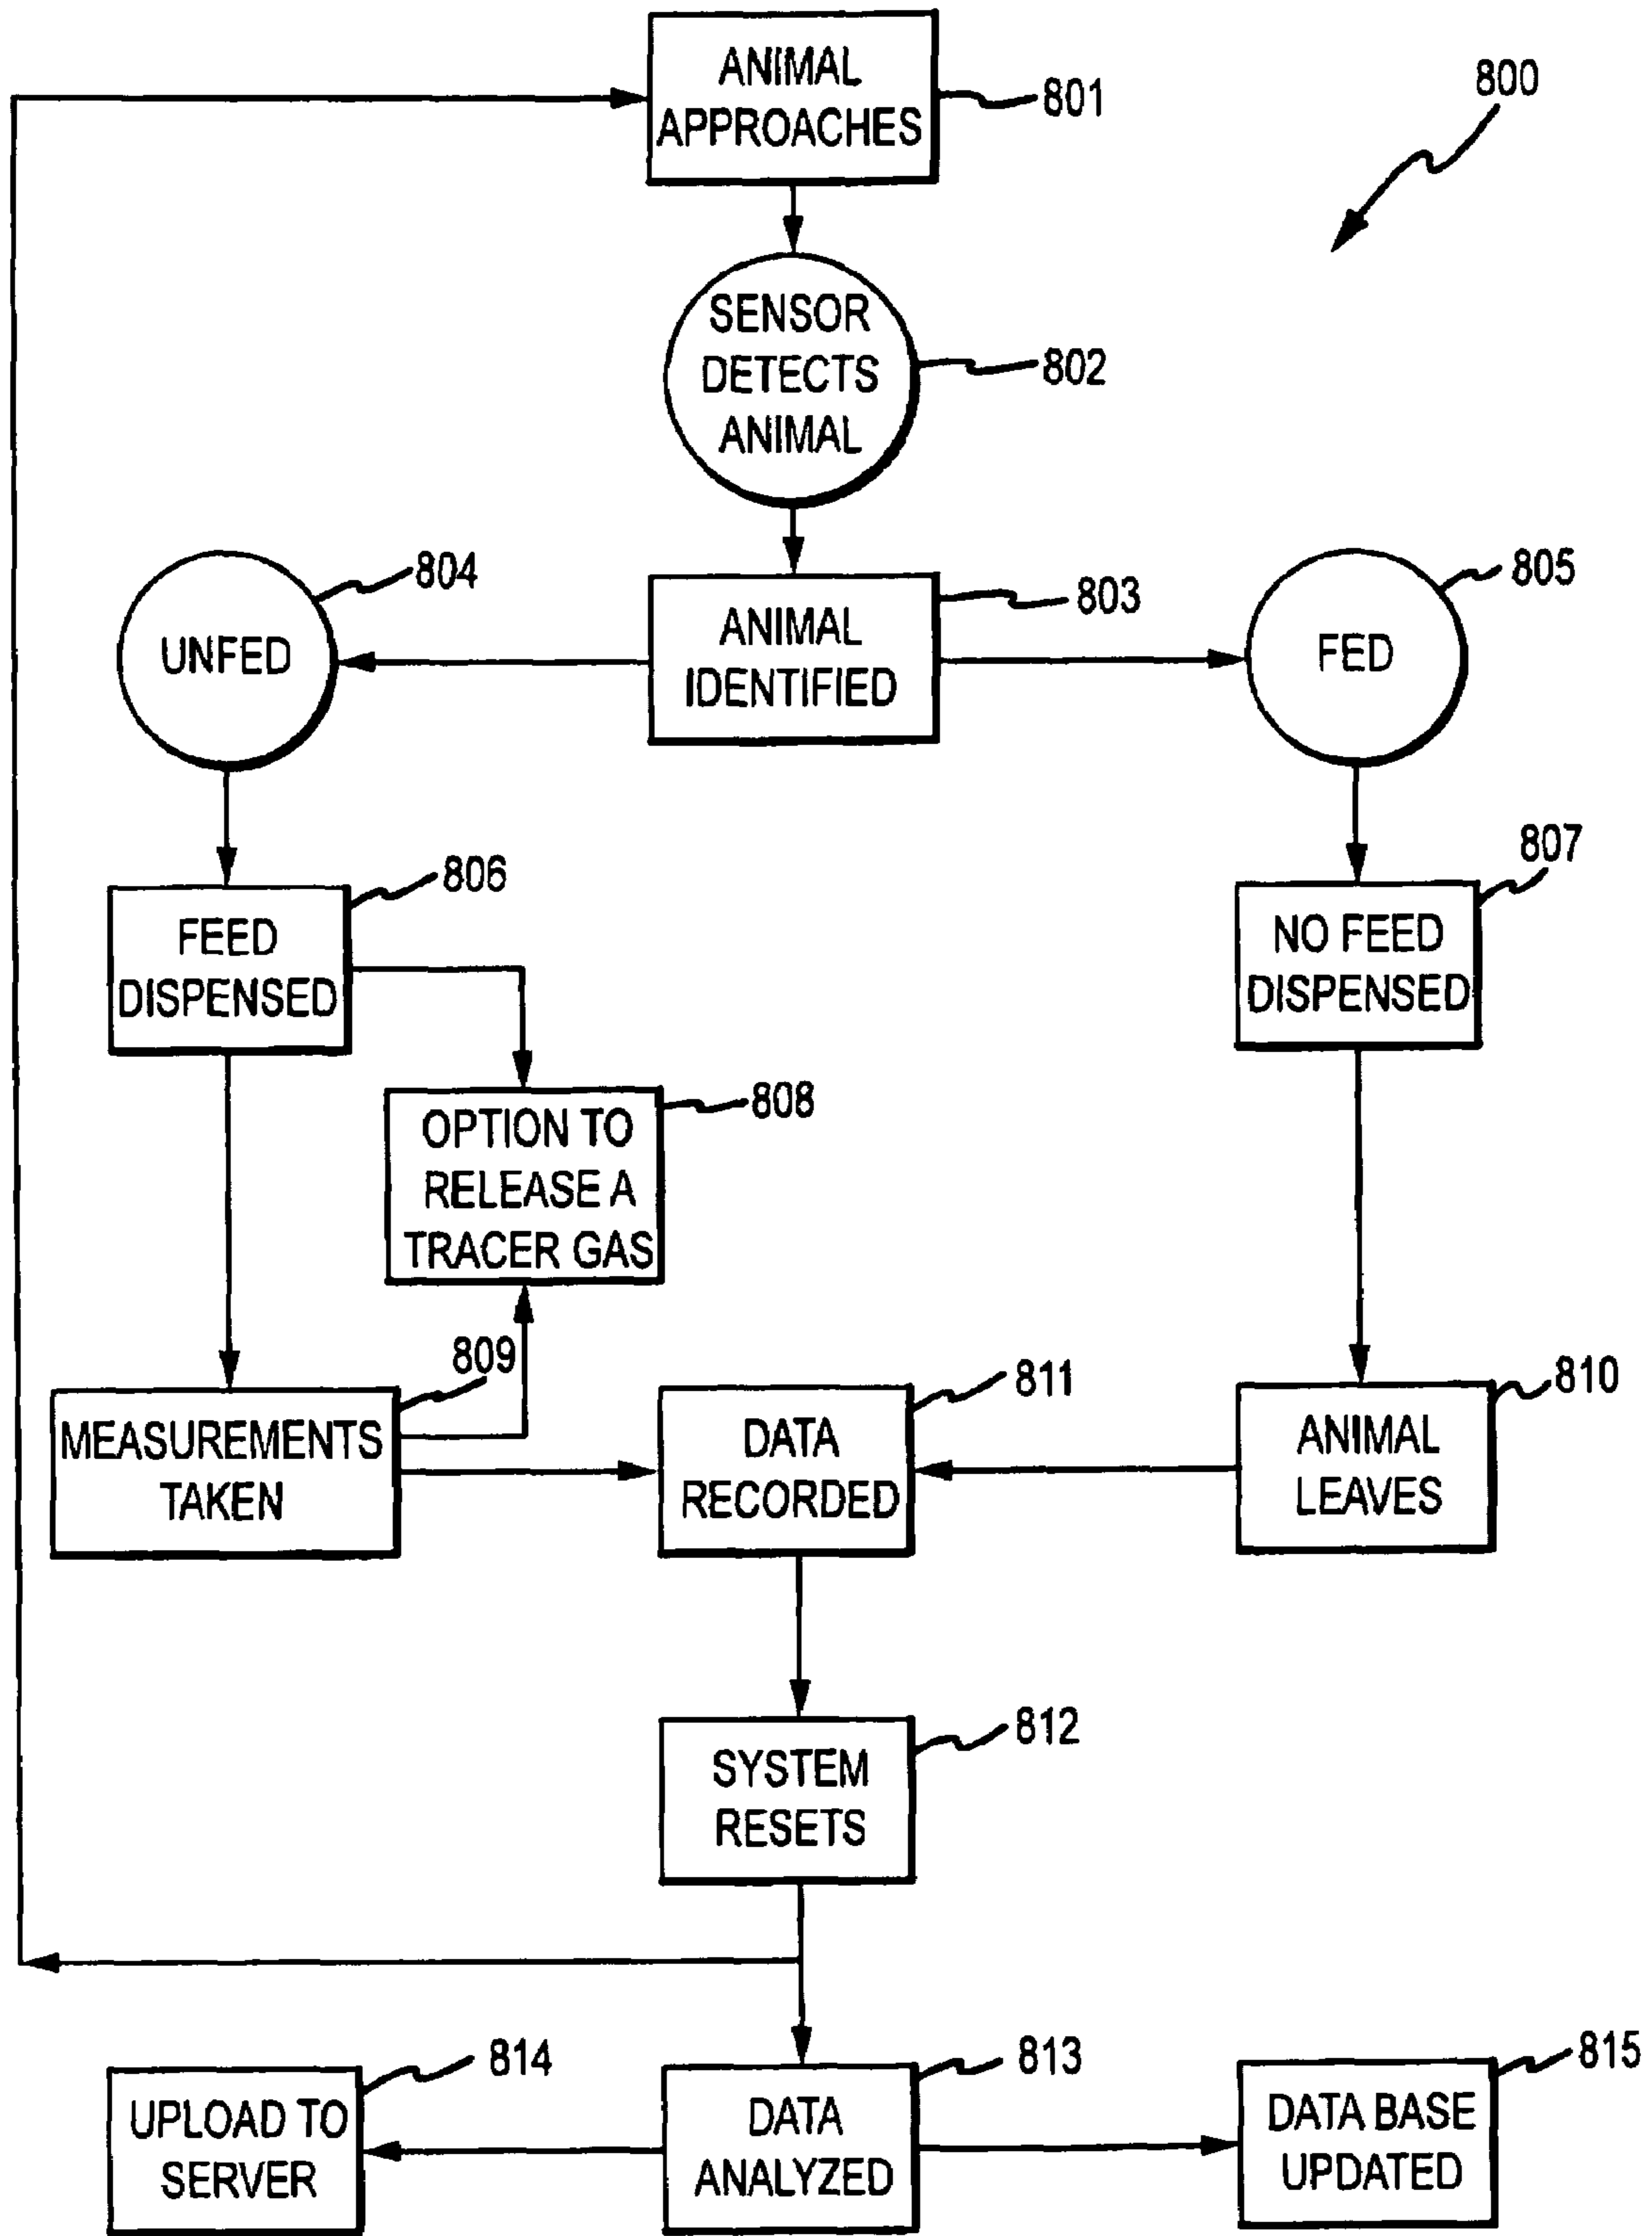 ANIMAL
APPROACHES
801
800
SENSOR
DETECTS
ANIMAL
802
804
UNFED
ANIMAL
IDENTIFIED
803
805
FED
806
FEED
DISPENSED
807
NO FEED
DISPENSED
808
OPTION TO
RELEASE A
TRACER GAS
809
MEASUREMENTS
TAKEN
811
DATA
RECORDED
810
ANIMAL
LEAVES
812
SYSTEM
RESETS
814
UPLOAD TO
SERVER
813
DATA
ANALYZED
815
DATA BASE
UPDATED